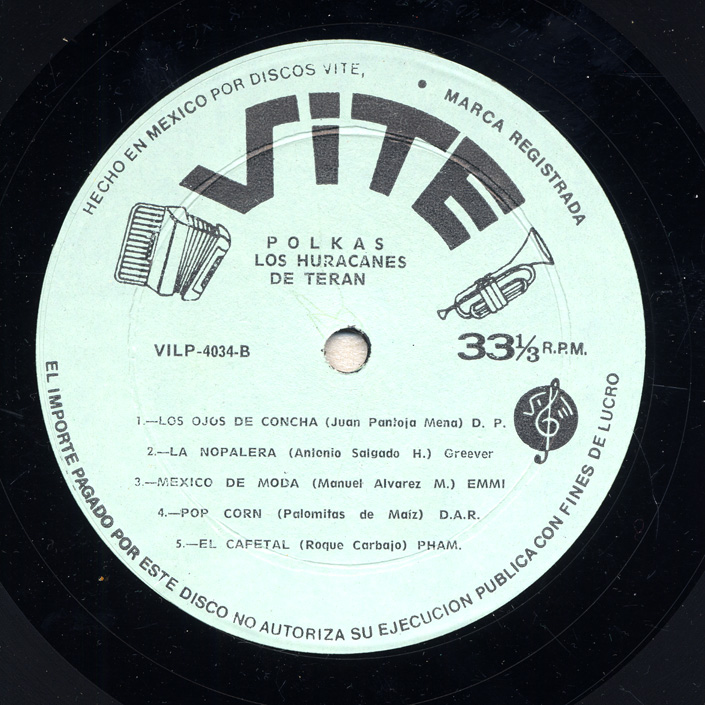 HECHO EN MEXICO POR DISCOS VITE, • MARCA REGISTRADA
VITE
POLKAS
LOS HURACANES
DE TERAN
VILP-4034-B
33⅓ R.P.M.
VITE
1.—LOS OJOS DE CONCHA (Juan Pantoja Mena) D. P.
2.—LA NOPALERA (Antonio Salgado H.) Greever
3.—MEXICO DE MODA (Manuel Alvarez M.) EMMI
4.—POP CORN (Palomitas de Maíz) D.A.R.
5.—EL CAFETAL (Roque Carbajo) PHAM.
EL IMPORTE PAGADO POR ESTE DISCO NO AUTORIZA SU EJECUCION PUBLICA CON FINES DE LUCRO